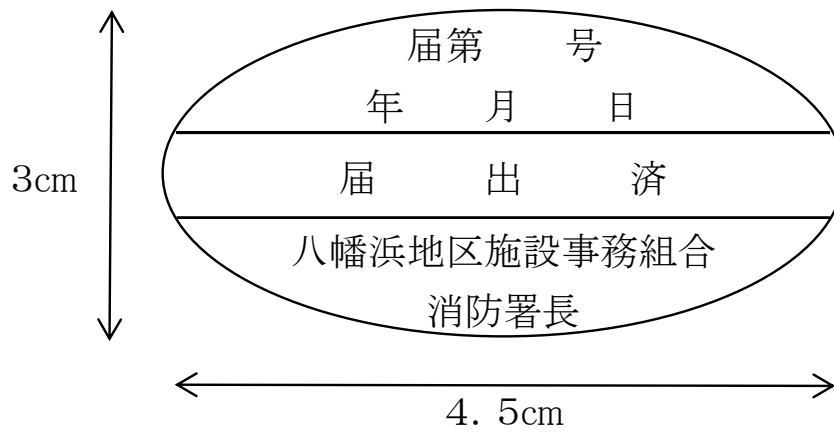 届第　　号
年　　月　　日
3cm
届　　出　　済
八幡浜地区施設事務組合
消防署長
4．5cm